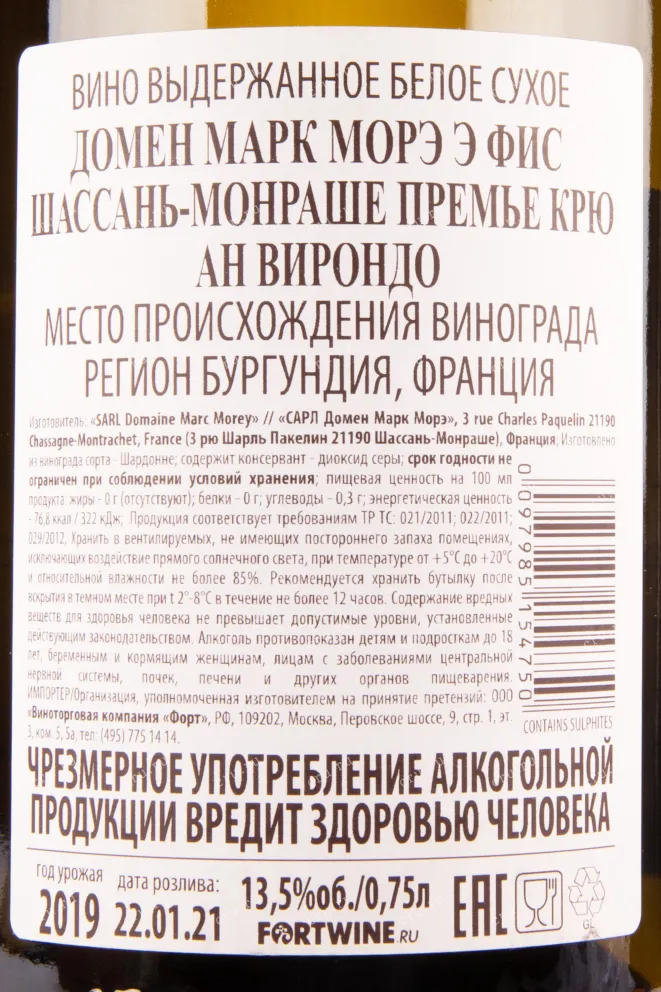 ВИНО ВЫДЕРЖАННОЕ БЕЛОЕ СУХОЕ
ДОМЕН МАРК МОРЭ Э ФИС
ШАССАНЬ-МОНРАШЕ ПРЕМЬЕ КРЮ
АН ВИРОНДО
МЕСТО ПРОИСХОЖДЕНИЯ ВИНОГРАДА
РЕГИОН БУРГУНДИЯ, ФРАНЦИЯ
Изготовитель: «SARL Domaine Marc Morey» // «САРЛ Домен Марк Морэ», 3 rue Charles Paquelin 21190
Chassagne-Montrachet, France (3 рю Шарль Пакелин 21190 Шассань-Монраше), Франция; Изготовлено
из винограда сорта - Шардонне; содержит консервант - диоксид серы; срок годности не
ограничен при соблюдении условий хранения; пищевая ценность на 100 мл
продукта: жиры - 0 г (отсутствуют); белки - 0 г; углеводы - 0,3 г; энергетическая ценность
- 76,8 ккал / 322 кДж; Продукция соответствует требованиям ТР ТС: 021/2011; 022/2011;
029/2012, Хранить в вентилируемых, не имеющих постороннего запаха помещениях,
исключающих воздействие прямого солнечного света, при температуре от +5°С до +20°С
и относительной влажности не более 85%. Рекомендуется хранить бутылку после
вскрытия в темном месте при t 2°-8°С в течение не более 12 часов. Содержание вредных
веществ для здоровья человека не превышает допустимые уровни, установленные
действующим законодательством. Алкоголь противопоказан детям и подросткам до 18
лет, беременным и кормящим женщинам, лицам с заболеваниями центральной
нервной системы, почек, печени и других органов пищеварения.
ИМПОРТЕР/Организация, уполномоченная изготовителем на принятие претензий: ООО
«Виноторговая компания «Форт», РФ, 109202, Москва, Перовское шоссе, 9, стр. 1, эт.
3, ком. 5, 5а, тел: (495) 775 14 14.
0 097985 154750
CONTAINS SULPHITES
ЧРЕЗМЕРНОЕ УПОТРЕБЛЕНИЕ АЛКОГОЛЬНОЙ
ПРОДУКЦИИ ВРЕДИТ ЗДОРОВЬЮ ЧЕЛОВЕКА
год урожая
2019
дата розлива:
22.01.21
13,5%об./0,75л
FORTWINE.RU
EAC
GL